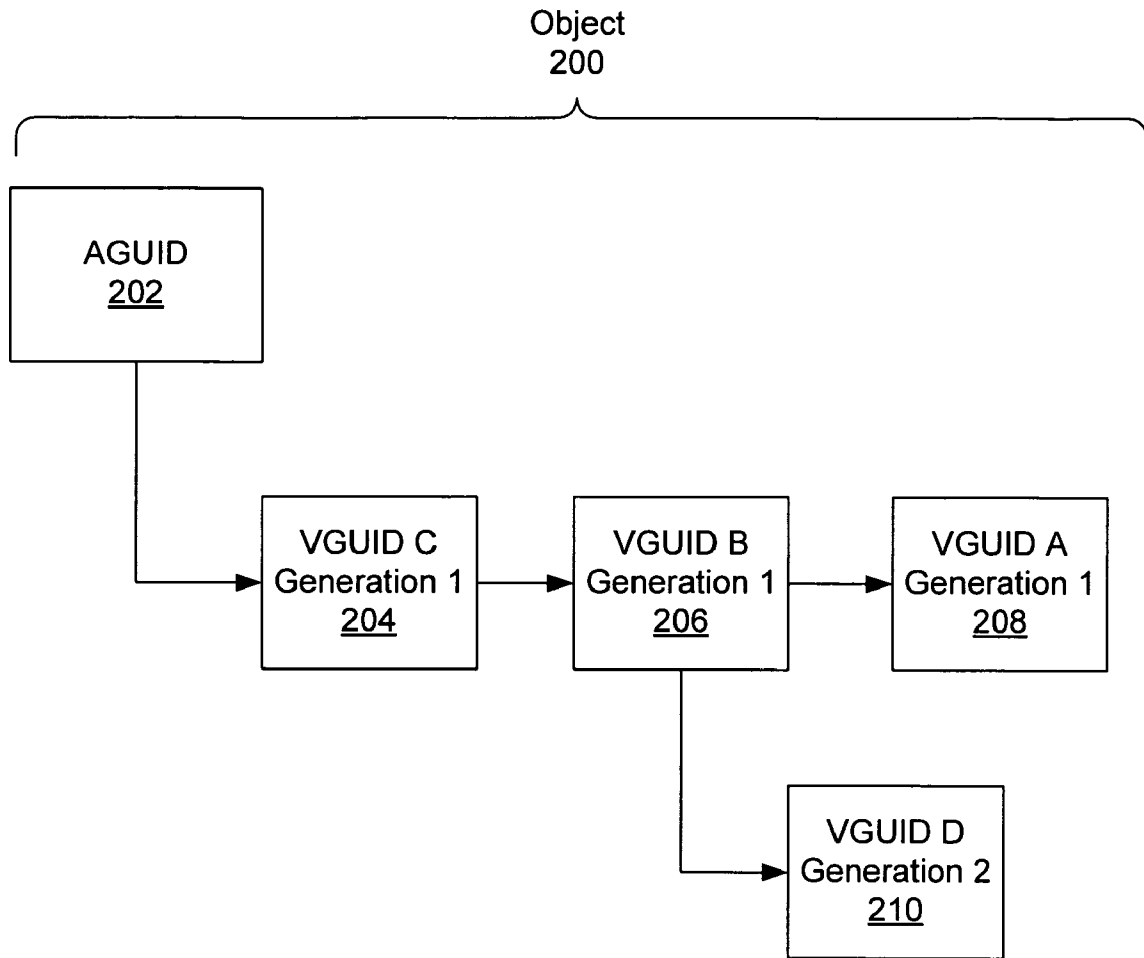 Object
200
AGUID
202
VGUID C
Generation 1
204
VGUID B
Generation 1
206
VGUID A
Generation 1
208
VGUID D
Generation 2
210